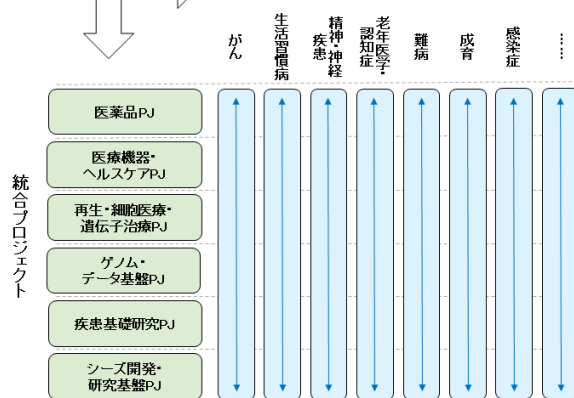 がん
生活習慣病
精神・神経
疾患
老年医学・
認知症
難病
成育
感染症
……
統合プロジェクト
医薬品PJ
医療機器・
ヘルスケアPJ
再生・細胞医療・
遺伝子治療PJ
ゲノム・
データ基盤PJ
疾患基礎研究PJ
シーズ開発・
研究基盤PJ